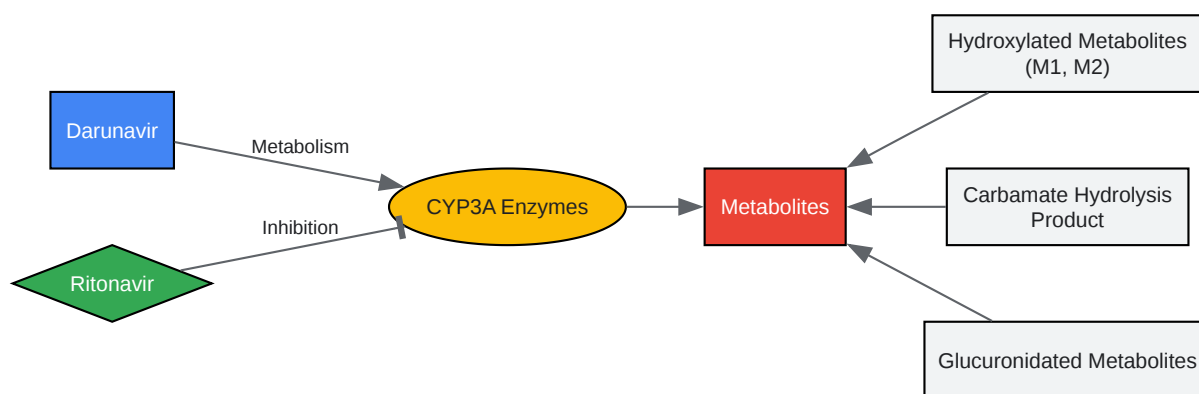 Darunavir
Metabolism
Ritonavir
Inhibition
CYP3A Enzymes
Metabolites
Hydroxylated Metabolites
(M1, M2)
Carbamate Hydrolysis
Product
Glucuronidated Metabolites